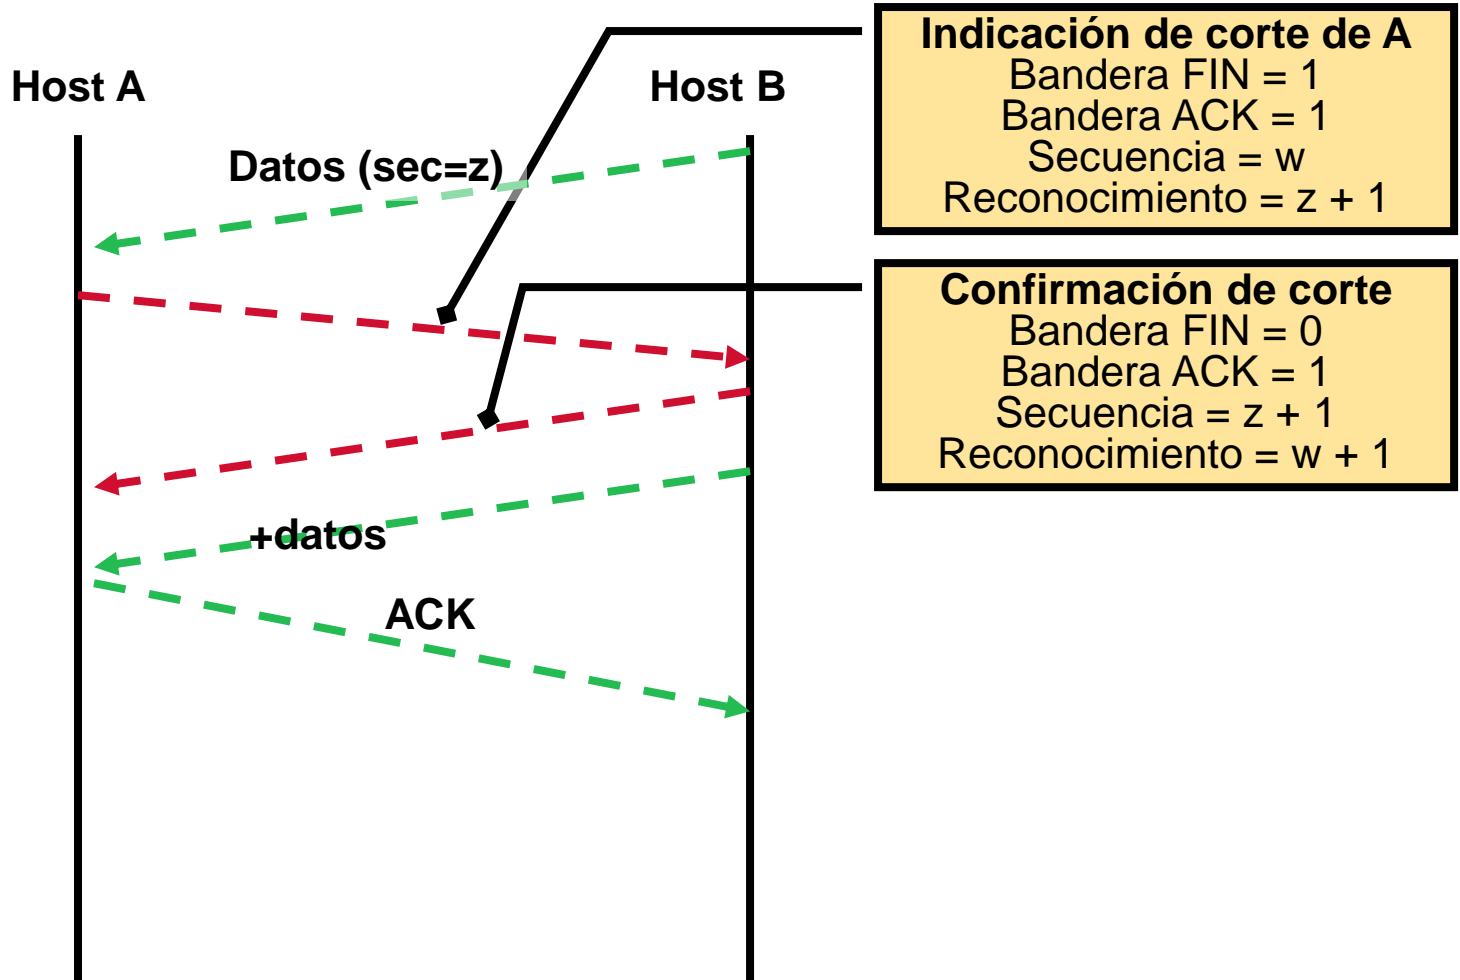 Host A
Host B
Datos (sec=z)
+datos
ACK
Indicación de corte de A
Bandera FIN = 1
Bandera ACK = 1
Secuencia = w
Reconocimiento = z + 1
Confirmación de corte
Bandera FIN = 0
Bandera ACK = 1
Secuencia = z + 1
Reconocimiento = w + 1